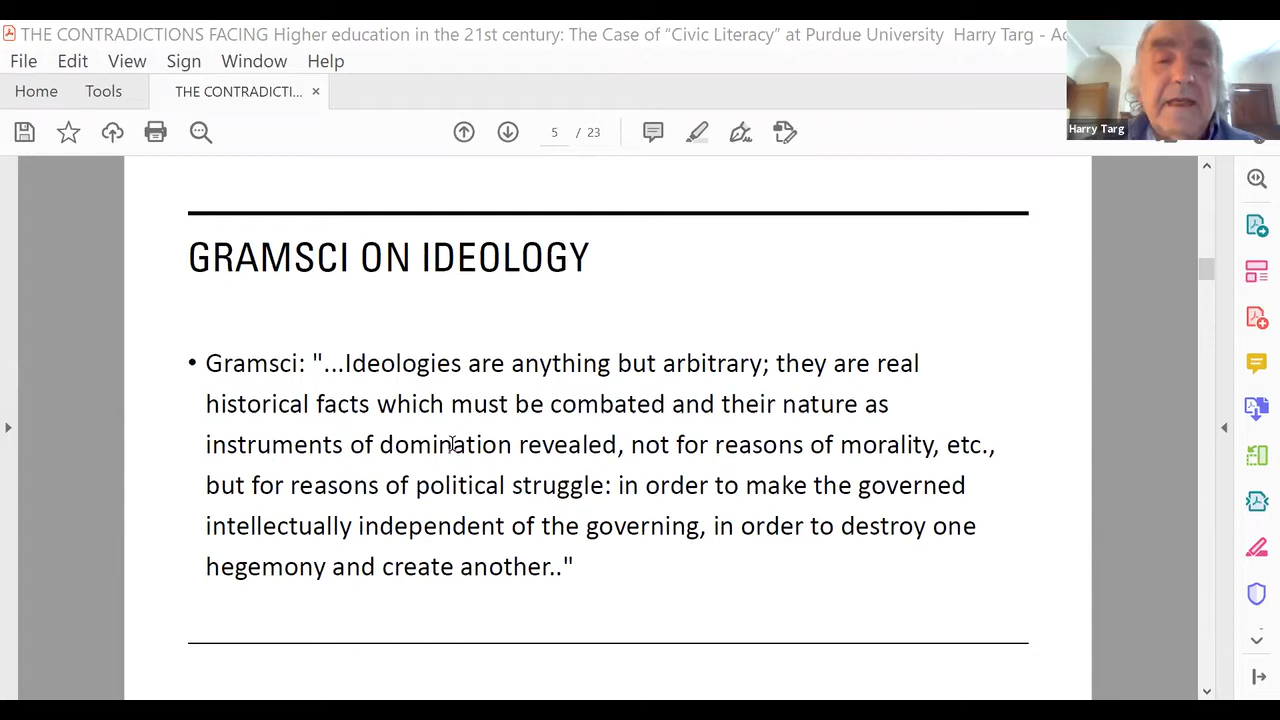 THE CONTRADICTIONS FACING Higher education in the 21st century: The Case of “Civic Literacy” at Purdue University Harry Targ - Ad
File Edit View Sign Window Help
Home Tools THE CONTRADICTI... ×
5 / 23
Harry Targ
GRAMSCI ON IDEOLOGY
• Gramsci: "...Ideologies are anything but arbitrary; they are real
historical facts which must be combated and their nature as
instruments of domination revealed, not for reasons of morality, etc.,
but for reasons of political struggle: in order to make the governed
intellectually independent of the governing, in order to destroy one
hegemony and create another.."